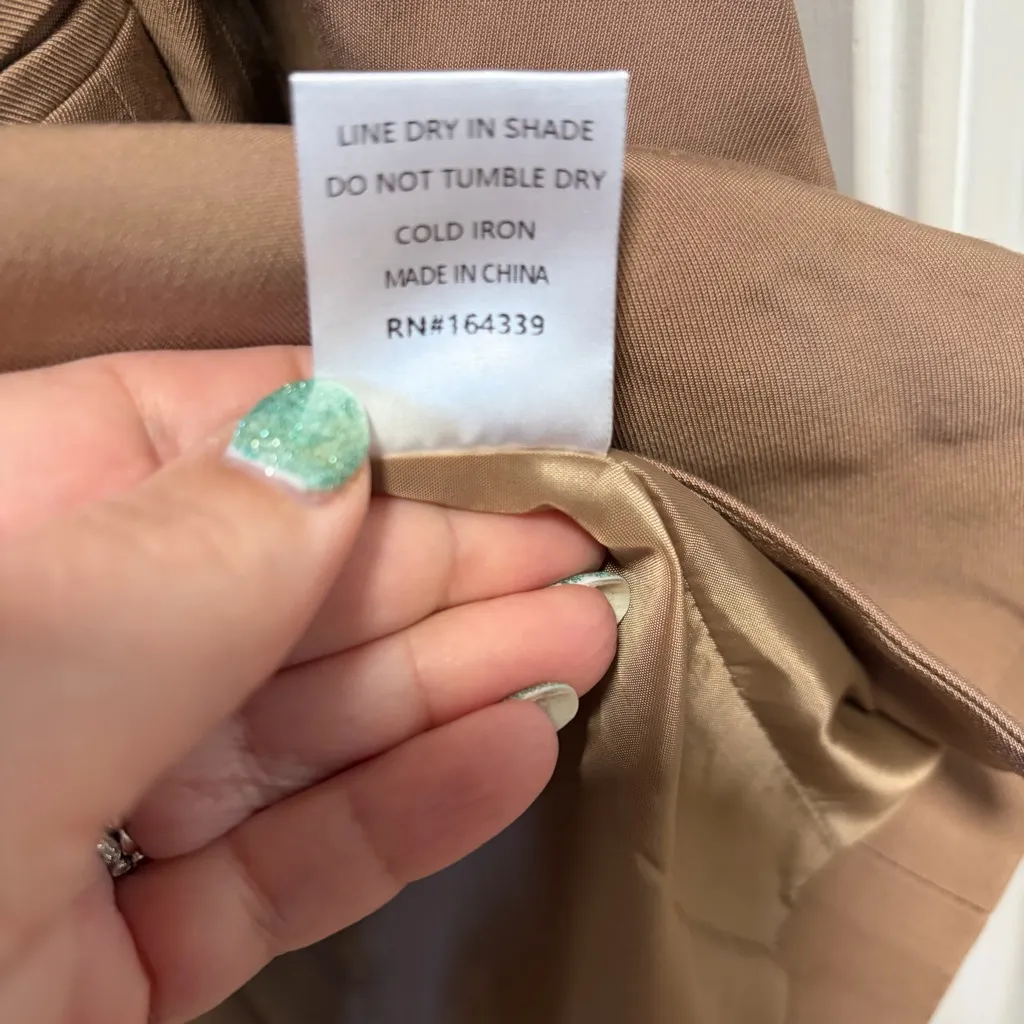 LINE DRY IN SHADE
DO NOT TUMBLE DRY
COLD IRON
MADE IN CHINA
RN#164339